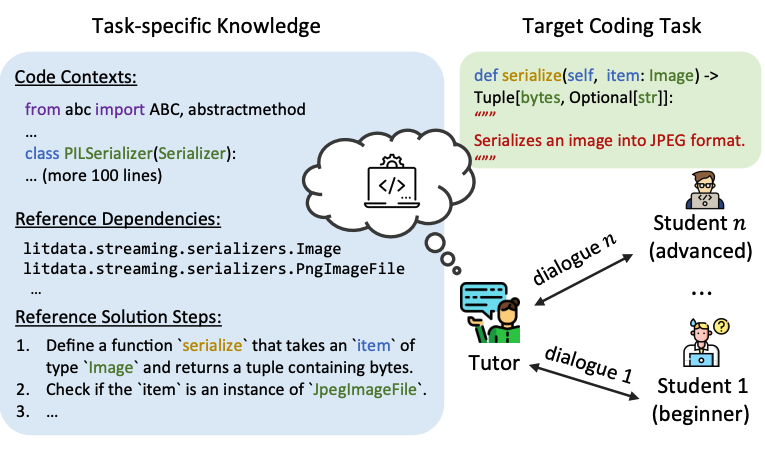 Task-specific Knowledge
Code Contexts:
from abc import ABC, abstractmethod
...
class PILSerializer(Serializer):
... (more 100 lines)
Reference Dependencies:
litdata.streaming.serializers.Image
litdata.streaming.serializers.PngImageFile
...
Reference Solution Steps:
1. Define a function `serialize` that takes an `item` of
type `Image` and returns a tuple containing bytes.
2. Check if the `item` is an instance of `JpegImageFile`.
3. ...
Target Coding Task
def serialize(self, item: Image) ->
Tuple[bytes, Optional[str]]:
“””
Serializes an image into JPEG format.
“””
</>
...
Tutor
dialogue n
dialogue 1
Student n
(advanced)
...
Student 1
(beginner)